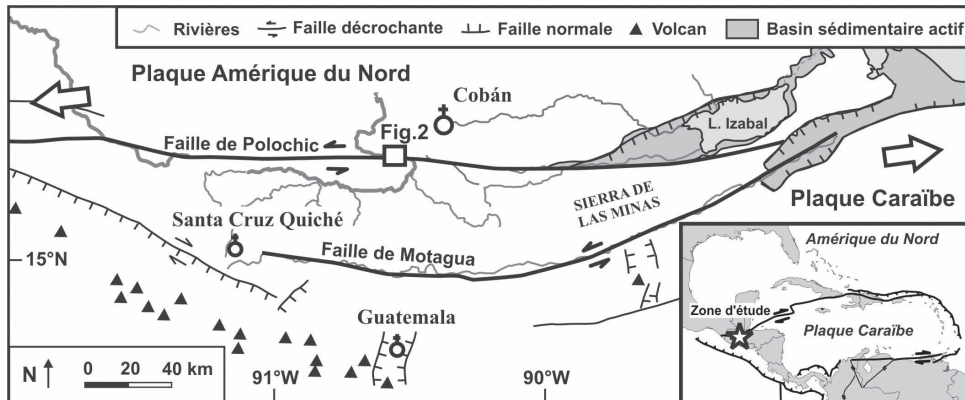 Rivières
Faille décrochante
Faille normale
Volcan
Basin sédimentaire actif
Plaque Amérique du Nord
Cobán
Fig.2
L. Izabal
Faille de Polochic
Plaque Caraïbe
SIERRA DE
LAS MINAS
Santa Cruz Quiché
15°N
Faille de Motagua
Guatemala
Amérique du Nord
Zone d'étude
Plaque Caraïbe
N
0 20 40 km
91°W
90°W